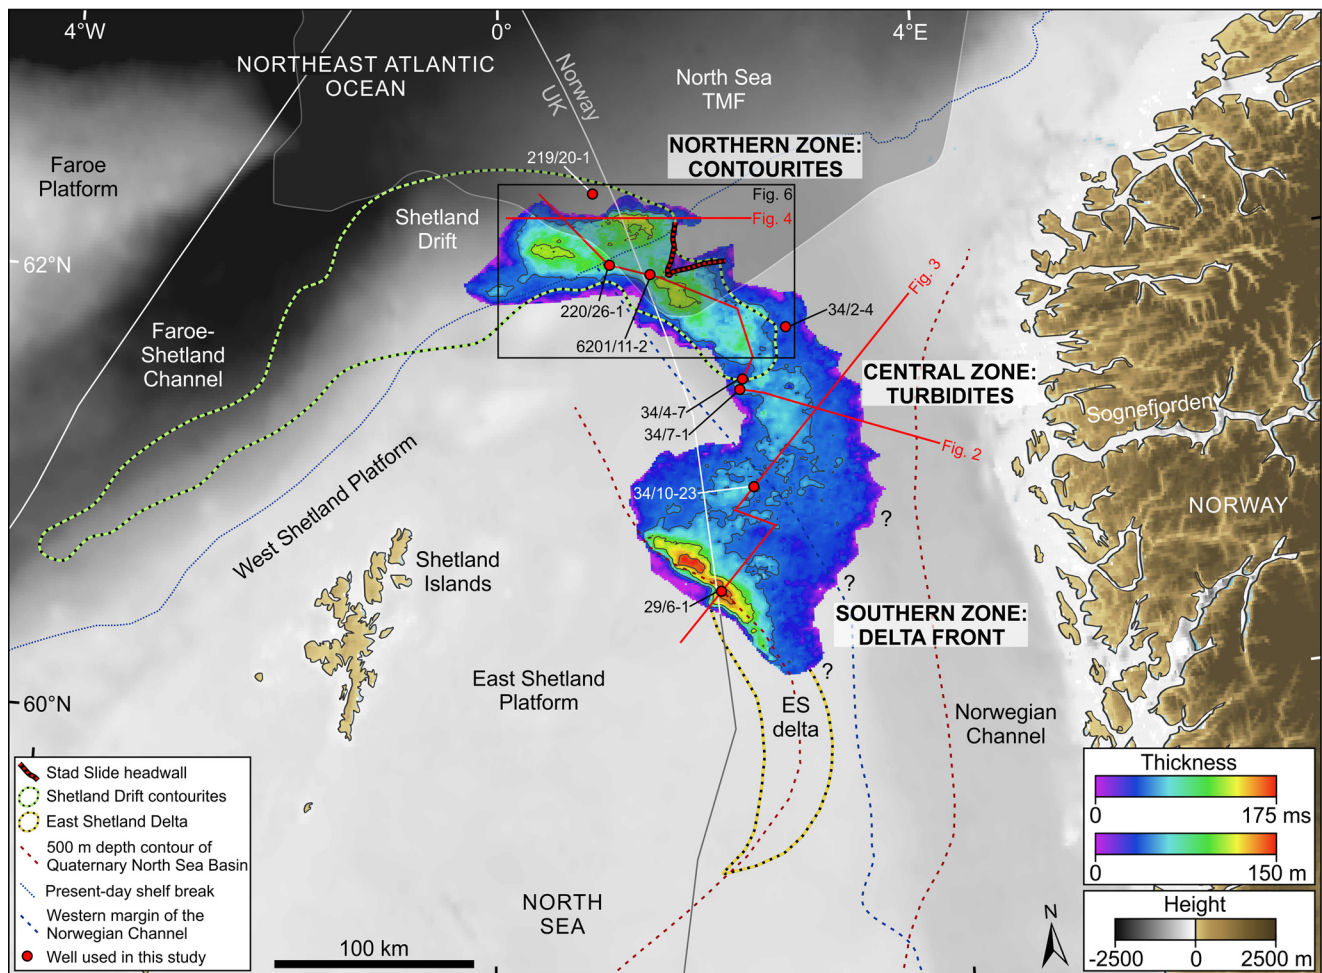 4°W
0°
4°E
NORTHEAST ATLANTIC
OCEAN
Norway
UK
North Sea
TMF
Faroe
Platform
219/20-1
NORTHERN ZONE:
CONTOURITES
Fig. 6
Fig. 4
Shetland
Drift
62°N
Fig. 3
220/26-1
34/2-4
6201/11-2
Faroe-
Shetland
Channel
CENTRAL ZONE:
TURBIDITES
34/4-7
34/7-1
Sognefjorden
Fig. 2
West Shetland Platform
34/10-23
NORWAY
?
Shetland
Islands
?
29/6-1
SOUTHERN ZONE:
DELTA FRONT
?
East Shetland
Platform
60°N
ES
delta
Norwegian
Channel
Stad Slide headwall
Shetland Drift contourites
East Shetland Delta
500 m depth contour of
Quaternary North Sea Basin
Present-day shelf break
Western margin of the
Norwegian Channel
Well used in this study
NORTH
SEA
100 km
N
Thickness
0 175 ms
0 150 m
Height
-2500 0 2500 m